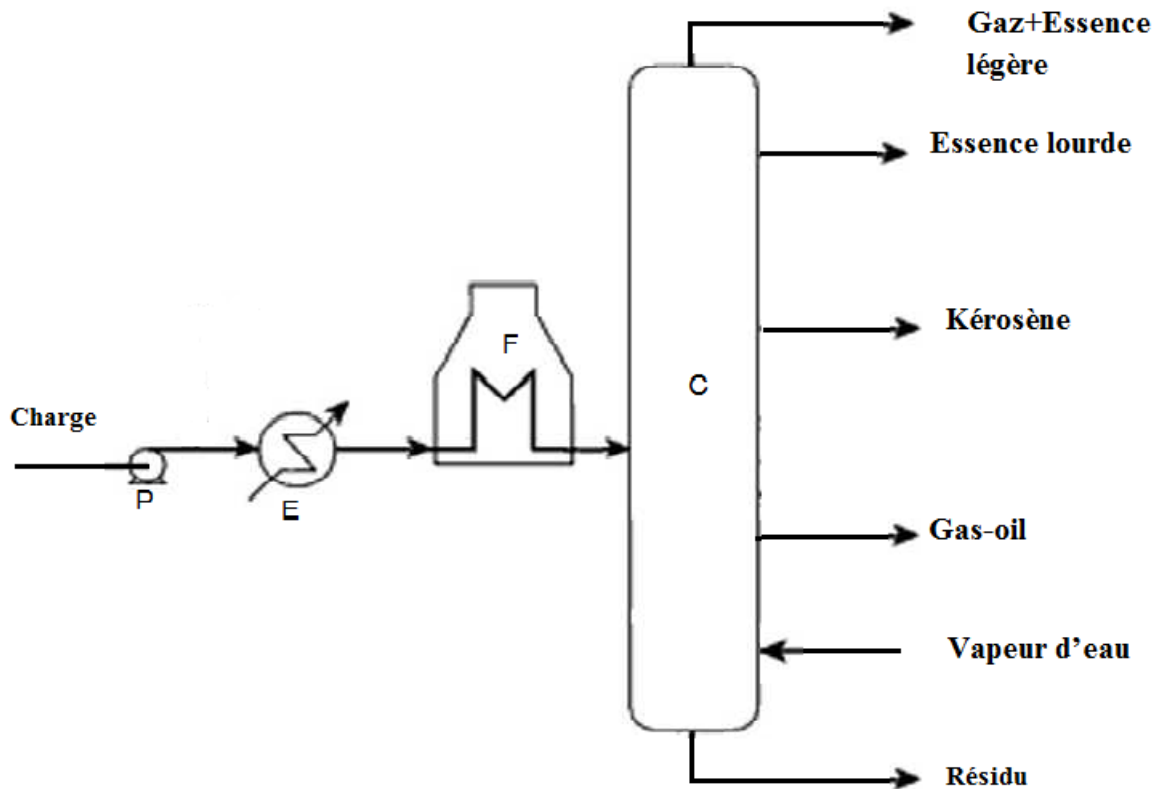 Gaz+Essence
légère
Essence lourde
F
Kérosène
C
Charge
P
E
Gas-oil
Vapeur d’eau
Résidu